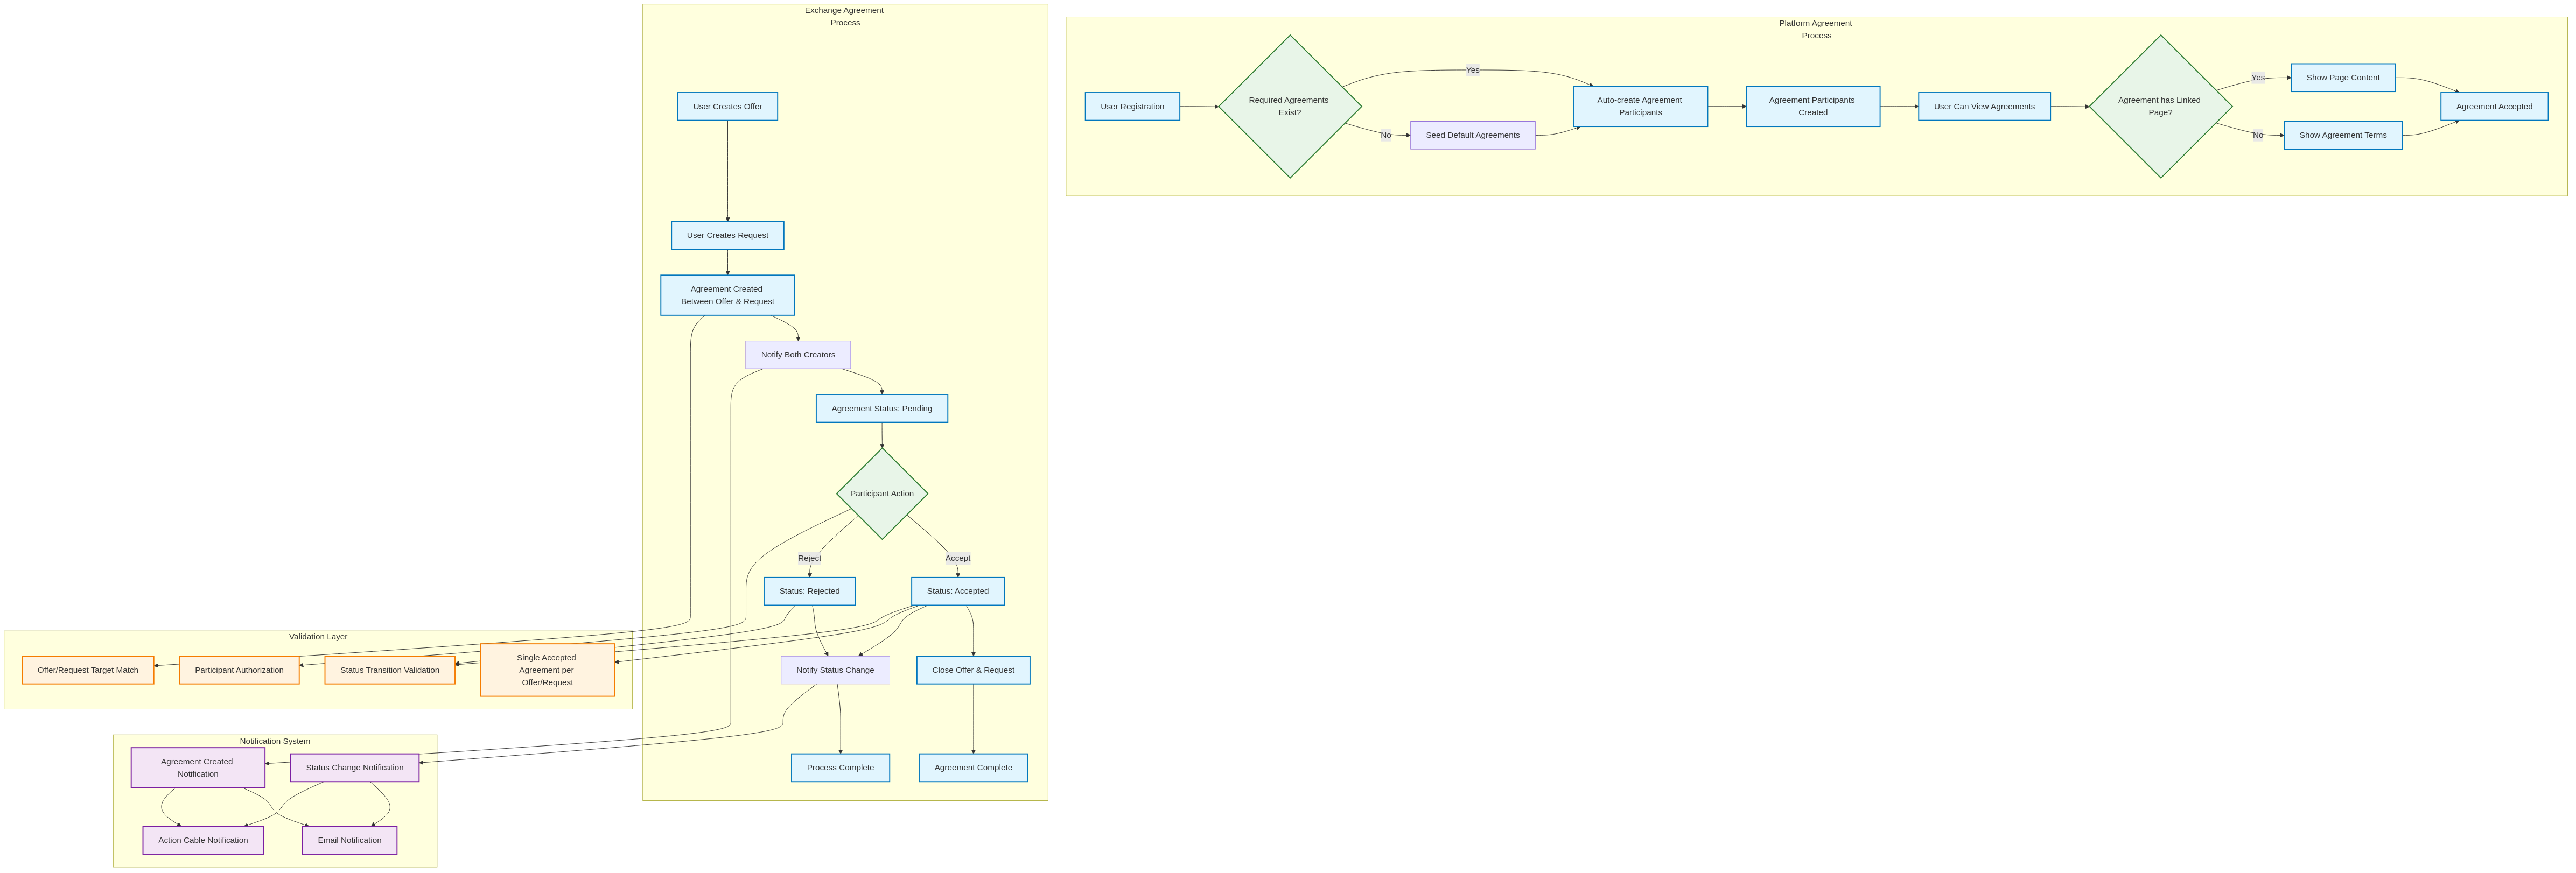 Exchange Agreement
Process
User Creates Offer
User Creates Request
Agreement Created
Between Offer & Request
Notify Both Creators
Agreement Status: Pending
Participant Action
Reject
Accept
Status: Rejected
Status: Accepted
Notify Status Change
Close Offer & Request
Process Complete
Agreement Complete
Platform Agreement
Process
User Registration
Required Agreements
Exist?
Yes
No
Seed Default Agreements
Auto-create Agreement
Participants
Agreement Participants
Created
User Can View Agreements
Agreement has Linked
Page?
Yes
No
Show Page Content
Show Agreement Terms
Agreement Accepted
Validation Layer
Offer/Request Target Match
Participant Authorization
Status Transition Validation
Single Accepted
Agreement per
Offer/Request
Notification System
Agreement Created
Notification
Status Change Notification
Action Cable Notification
Email Notification